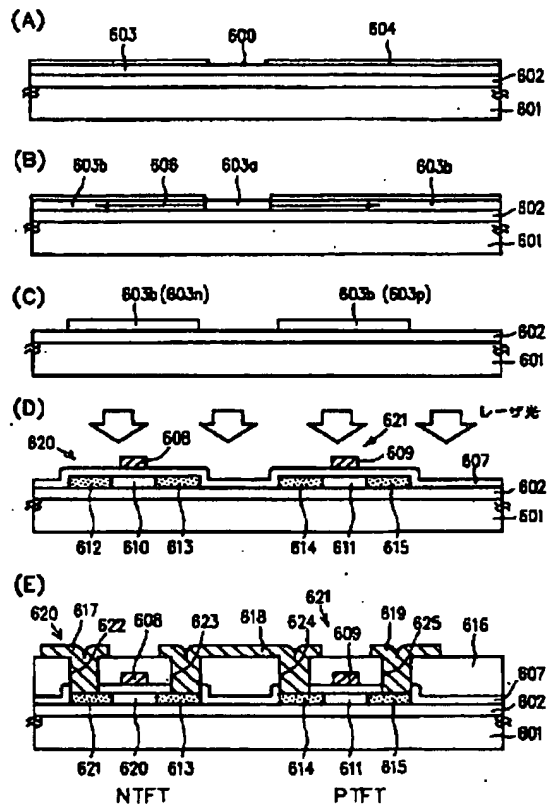 (A)
603 600 604
602
601
(B)
603b 606 603a 603b
602
601
(C)
603b (603n) 603b (603p)
602
601
(D)
レーザ光
620 608 621
609
607
602
601
612 610 613 614 611 615
(E)
621
620 617 608 623 618 624 609 619 625 616
622
607
602
601
621 620 613 614 611 615
NTFT PTFT